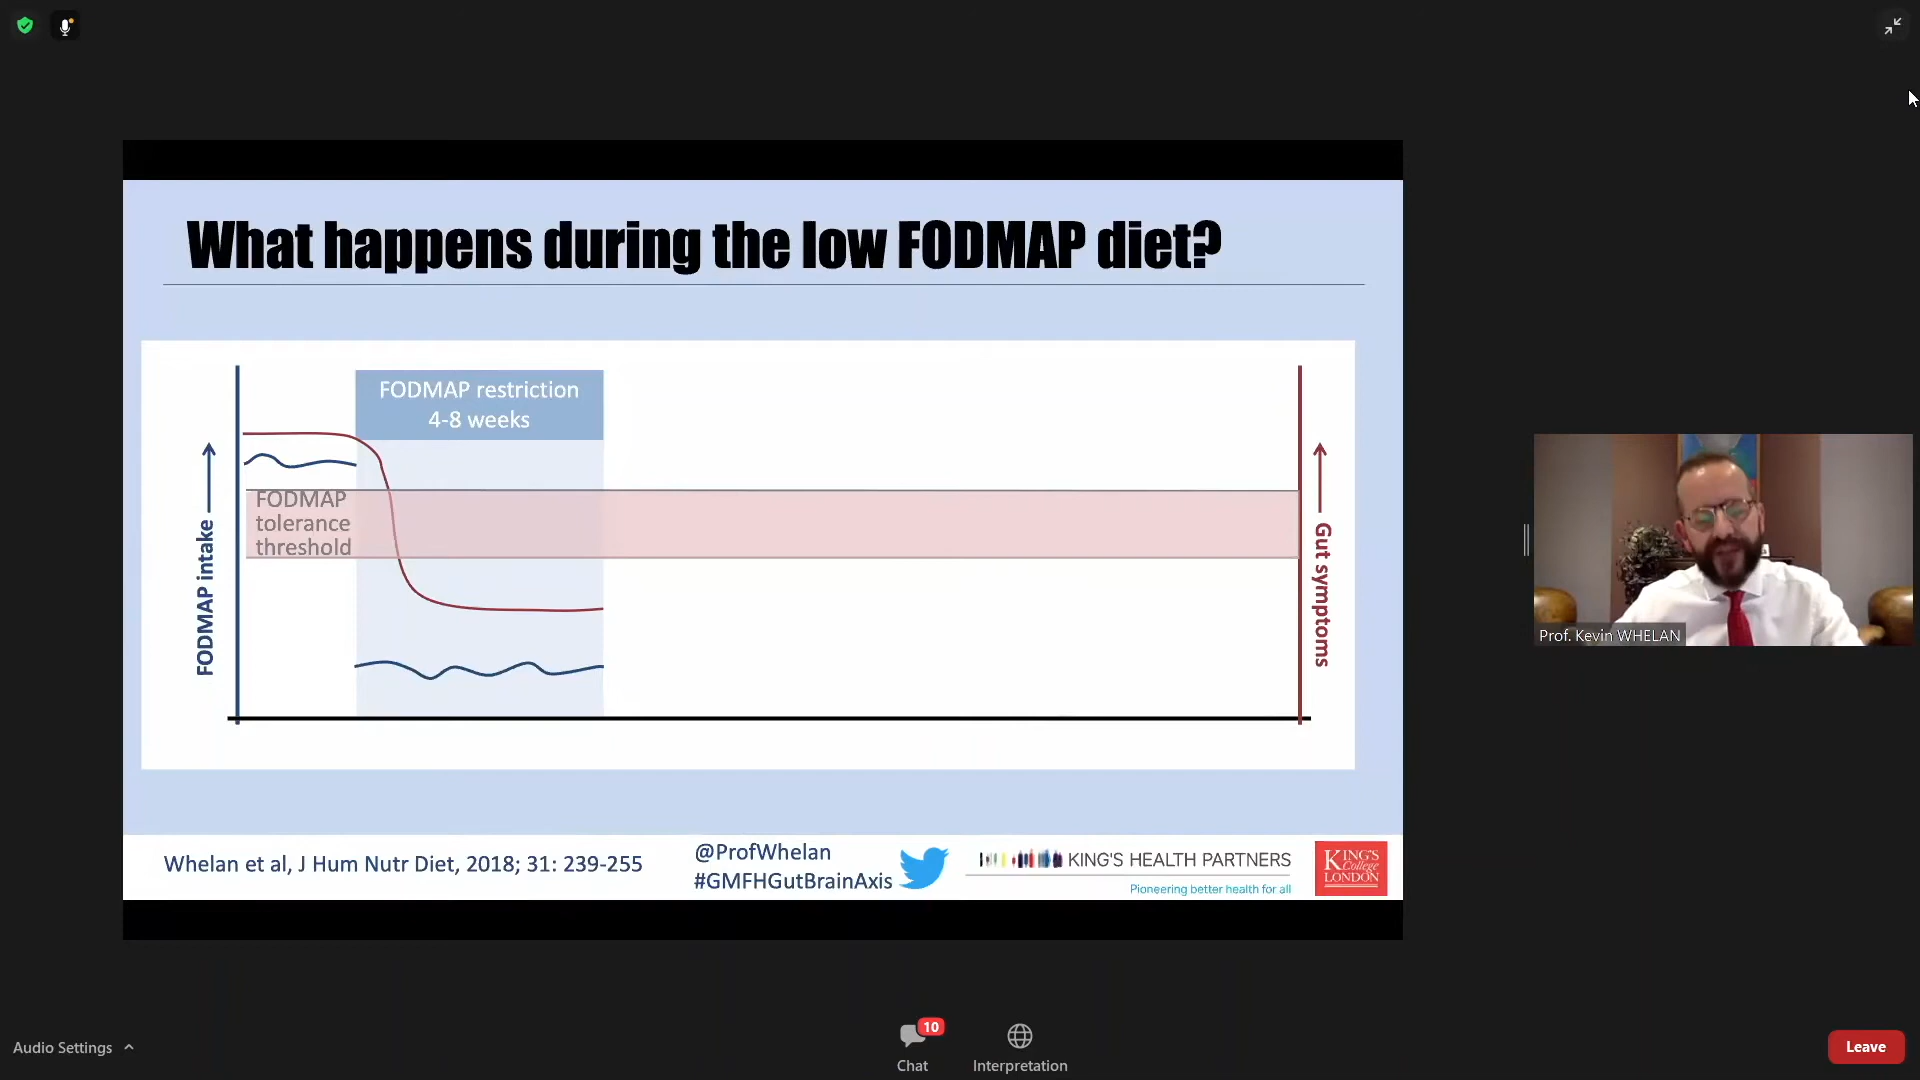 What happens during the low FODMAP diet?
FODMAP restriction
4-8 weeks
FODMAP
tolerance
threshold
FODMAP intake
Gut symptoms
Prof. Kevin WHELAN
Whelan et al, J Hum Nutr Diet, 2018; 31: 239-255
@ProfWhelan
#GMFHGutBrainAxis
KING'S HEALTH PARTNERS
Pioneering better health for all
KING'S
College
LONDON
Audio Settings
10
Chat
Interpretation
Leave